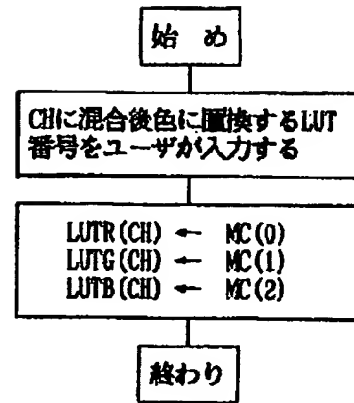 始 め
CHに混合後色に置換するLUT
番号をユーザが入力する
LUTR(CH) ← MC(0)
LUTG(CH) ← MC(1)
LUTB(CH) ← MC(2)
終わり